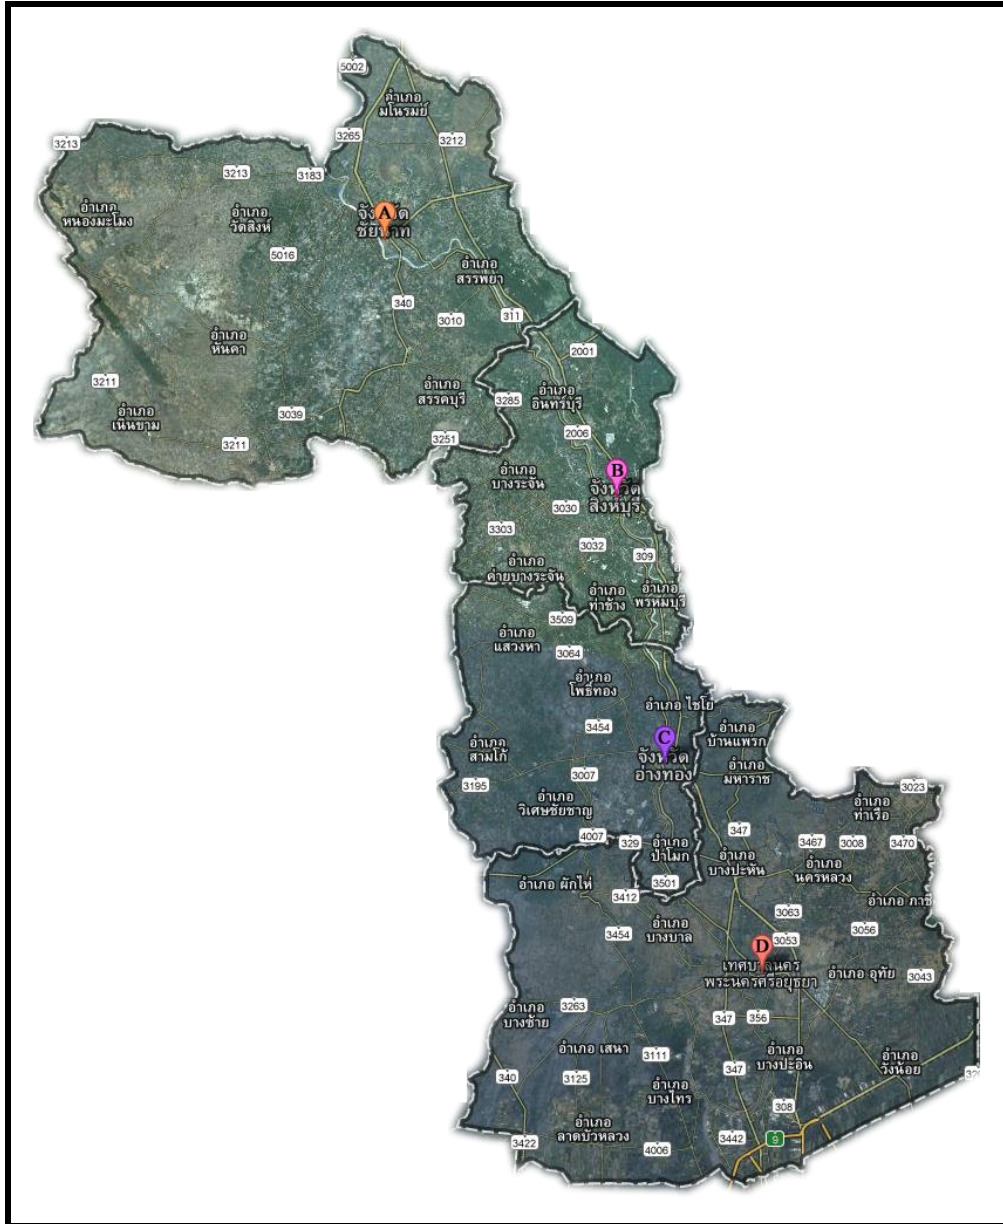 5002
อำเภอ
มโนรมย์
3213
3265
3212
3213
3183
อำเภอ
หนองมะโมง
อำเภอ
วัดสิงห์
A
จังหวัด
ชัยนาท
5016
อำเภอ
สรรพยา
340
3010
311
อำเภอ
หันคา
2001
3211
อำเภอ
สรรคบุรี
3285
อำเภอ
อินทร์บุรี
อำเภอ
เนินขาม
3039
3211
3251
2006
อำเภอ
บางระจัน
B
จังหวัด
สิงห์บุรี
3030
3303
3032
309
อำเภอ
ค่ายบางระจัน
อำเภอ
ท่าช้าง
อำเภอ
พรหมบุรี
3509
อำเภอ
แสวงหา
3064
อำเภอ
โพธิ์ทอง
อำเภอ ไชโย
3454
C
จังหวัด
อ่างทอง
อำเภอ
บ้านแพรก
อำเภอ
สามโก้
อำเภอ
มหาราช
3195
3007
3023
อำเภอ
วิเศษชัยชาญ
อำเภอ
ท่าเรือ
4007
329
อำเภอ
ป่าโมก
347
3467
3008
3470
อำเภอ
บางปะหัน
อำเภอ
นครหลวง
อำเภอ ผักไห่
3501
3412
อำเภอ ภาชี
3063
อำเภอ
บางบาล
3454
3056
3053
D
เทศบาลนคร
พระนครศรีอยุธยา
อำเภอ อุทัย
3043
3263
อำเภอ
บางซ้าย
347
356
อำเภอ เสนา
3111
อำเภอ
บางปะอิน
อำเภอ
วังน้อย
340
3125
347
อำเภอ
บางไทร
308
อำเภอ
ลาดบัวหลวง
3422
4006
3442
9